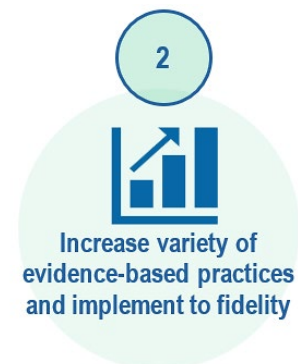 2
Increase variety of
evidence-based practices
and implement to fidelity